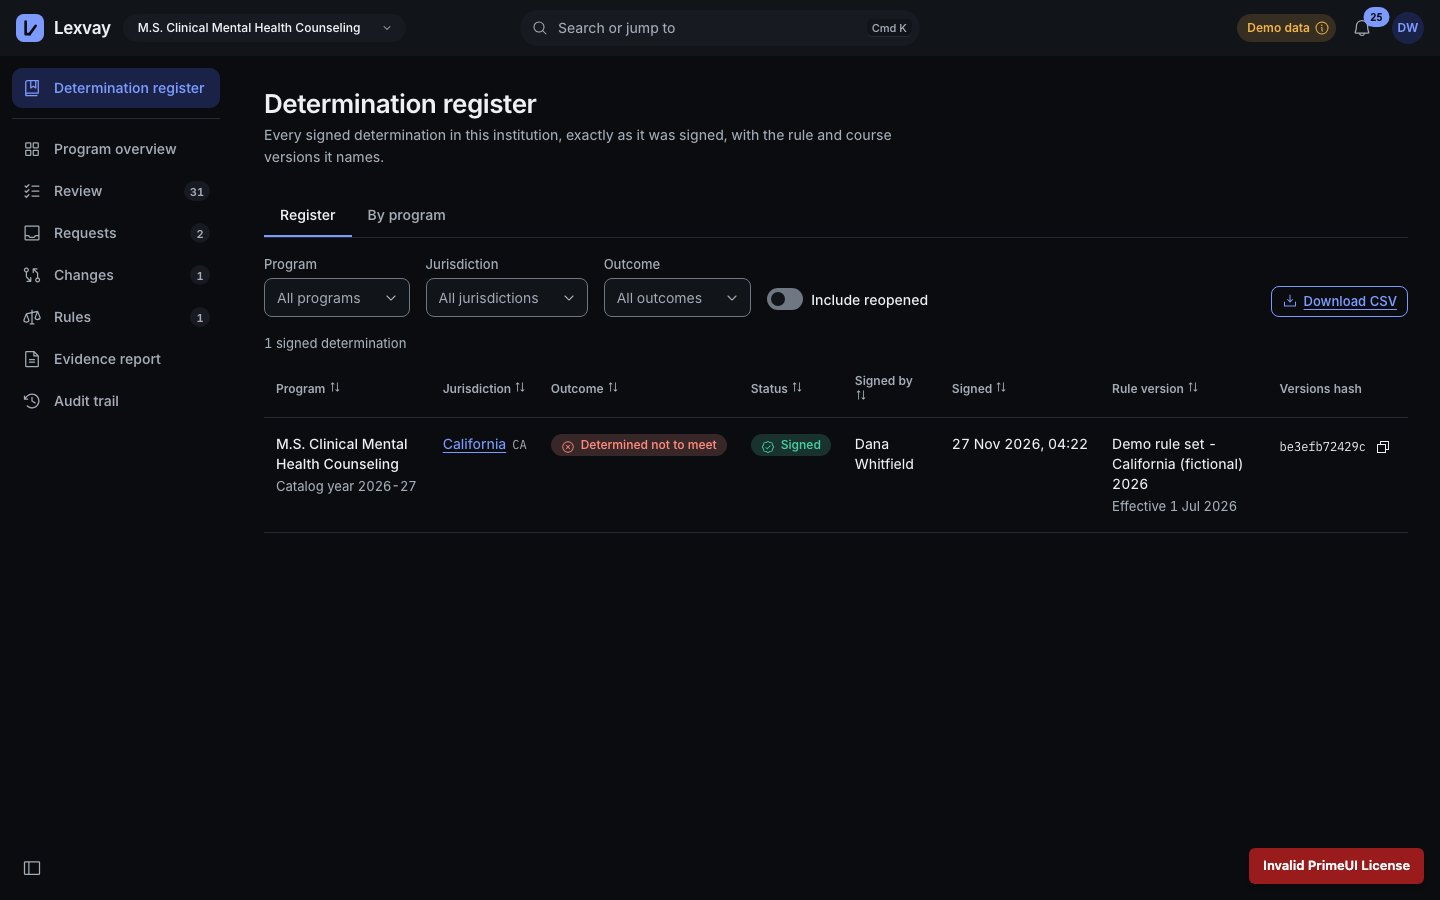 Lexvay
M.S. Clinical Mental Health Counseling
Search or jump to
Cmd K
Demo data
25
DW
Determination register
Program overview
Review
31
Requests
2
Changes
1
Rules
1
Evidence report
Audit trail
Determination register
Every signed determination in this institution, exactly as it was signed, with the rule and course
versions it names.
Register
By program
Program
Jurisdiction
Outcome
All programs
All jurisdictions
All outcomes
Include reopened
Download CSV
1 signed determination
Program
Jurisdiction
Outcome
Status
Signed by
Signed
Rule version
Versions hash
M.S. Clinical Mental
Health Counseling
Catalog year 2026-27
California CA
Determined not to meet
Signed
Dana
Whitfield
27 Nov 2026, 04:22
Demo rule set -
California (fictional)
2026
Effective 1 Jul 2026
be3efb72429c
Invalid PrimeUI License